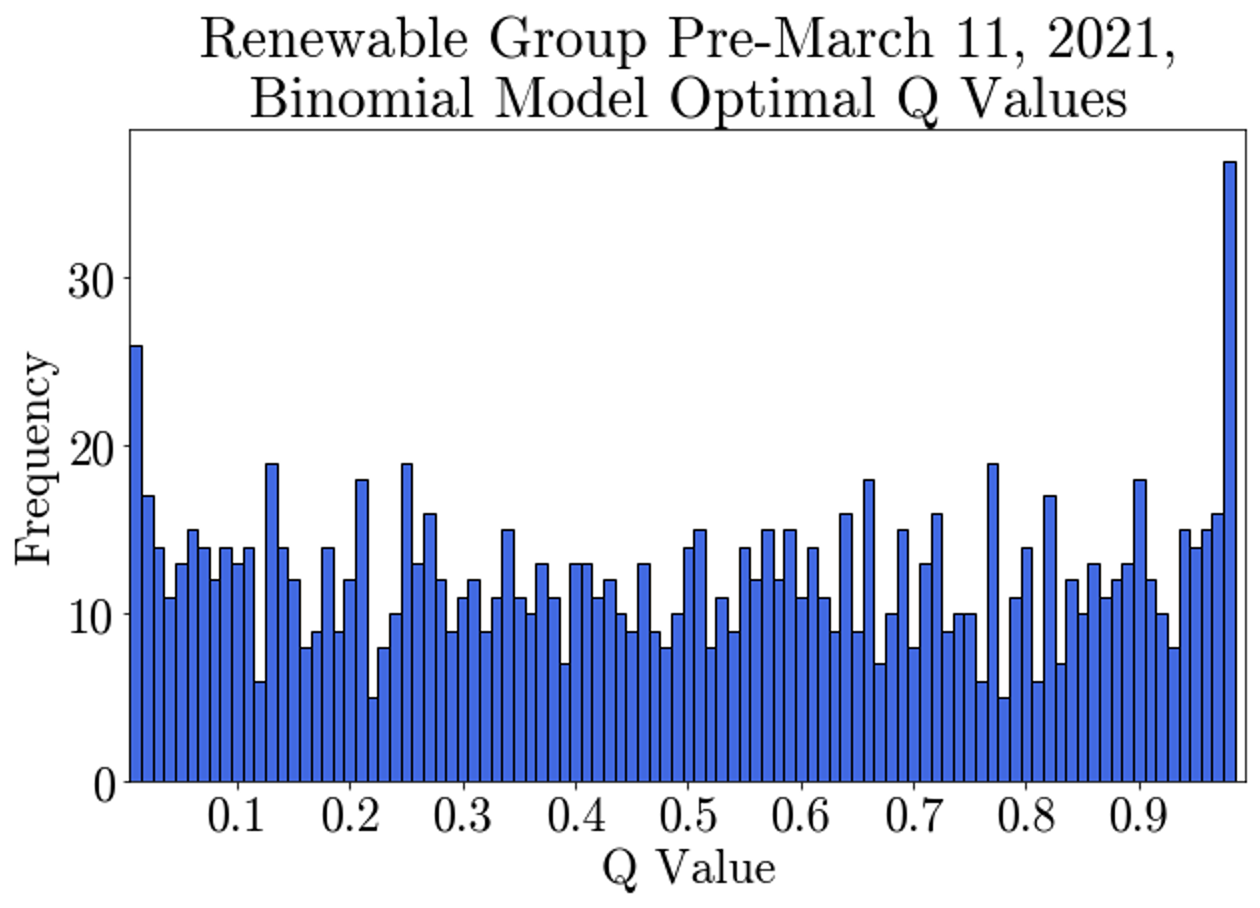 Renewable Group Pre-March 11, 2021,
Binomial Model Optimal Q Values
Frequency
30
20
10
0
0.1 0.2 0.3 0.4 0.5 0.6 0.7 0.8 0.9
Q Value